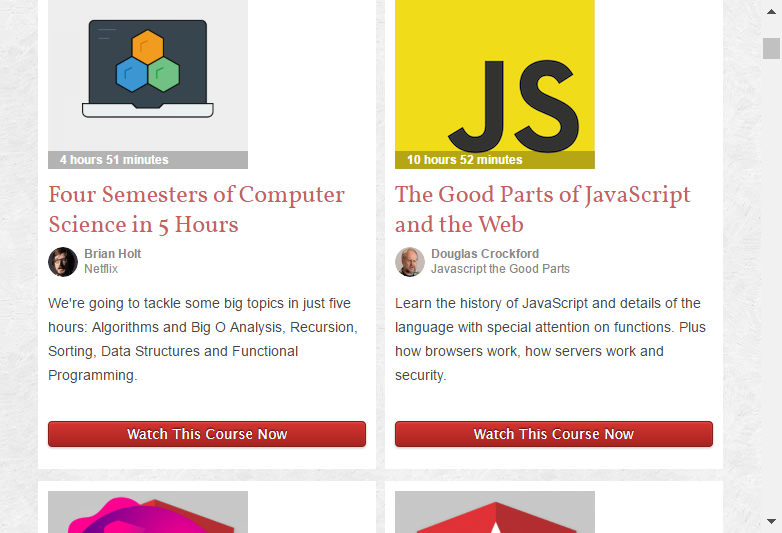 4 hours 51 minutes
Four Semesters of Computer
Science in 5 Hours
Brian Holt
Netflix
We're going to tackle some big topics in just five
hours: Algorithms and Big O Analysis, Recursion,
Sorting, Data Structures and Functional
Programming.
Watch This Course Now
JS
10 hours 52 minutes
The Good Parts of JavaScript
and the Web
Douglas Crockford
Javascript the Good Parts
Learn the history of JavaScript and details of the
language with special attention on functions. Plus
how browsers work, how servers work and
security.
Watch This Course Now